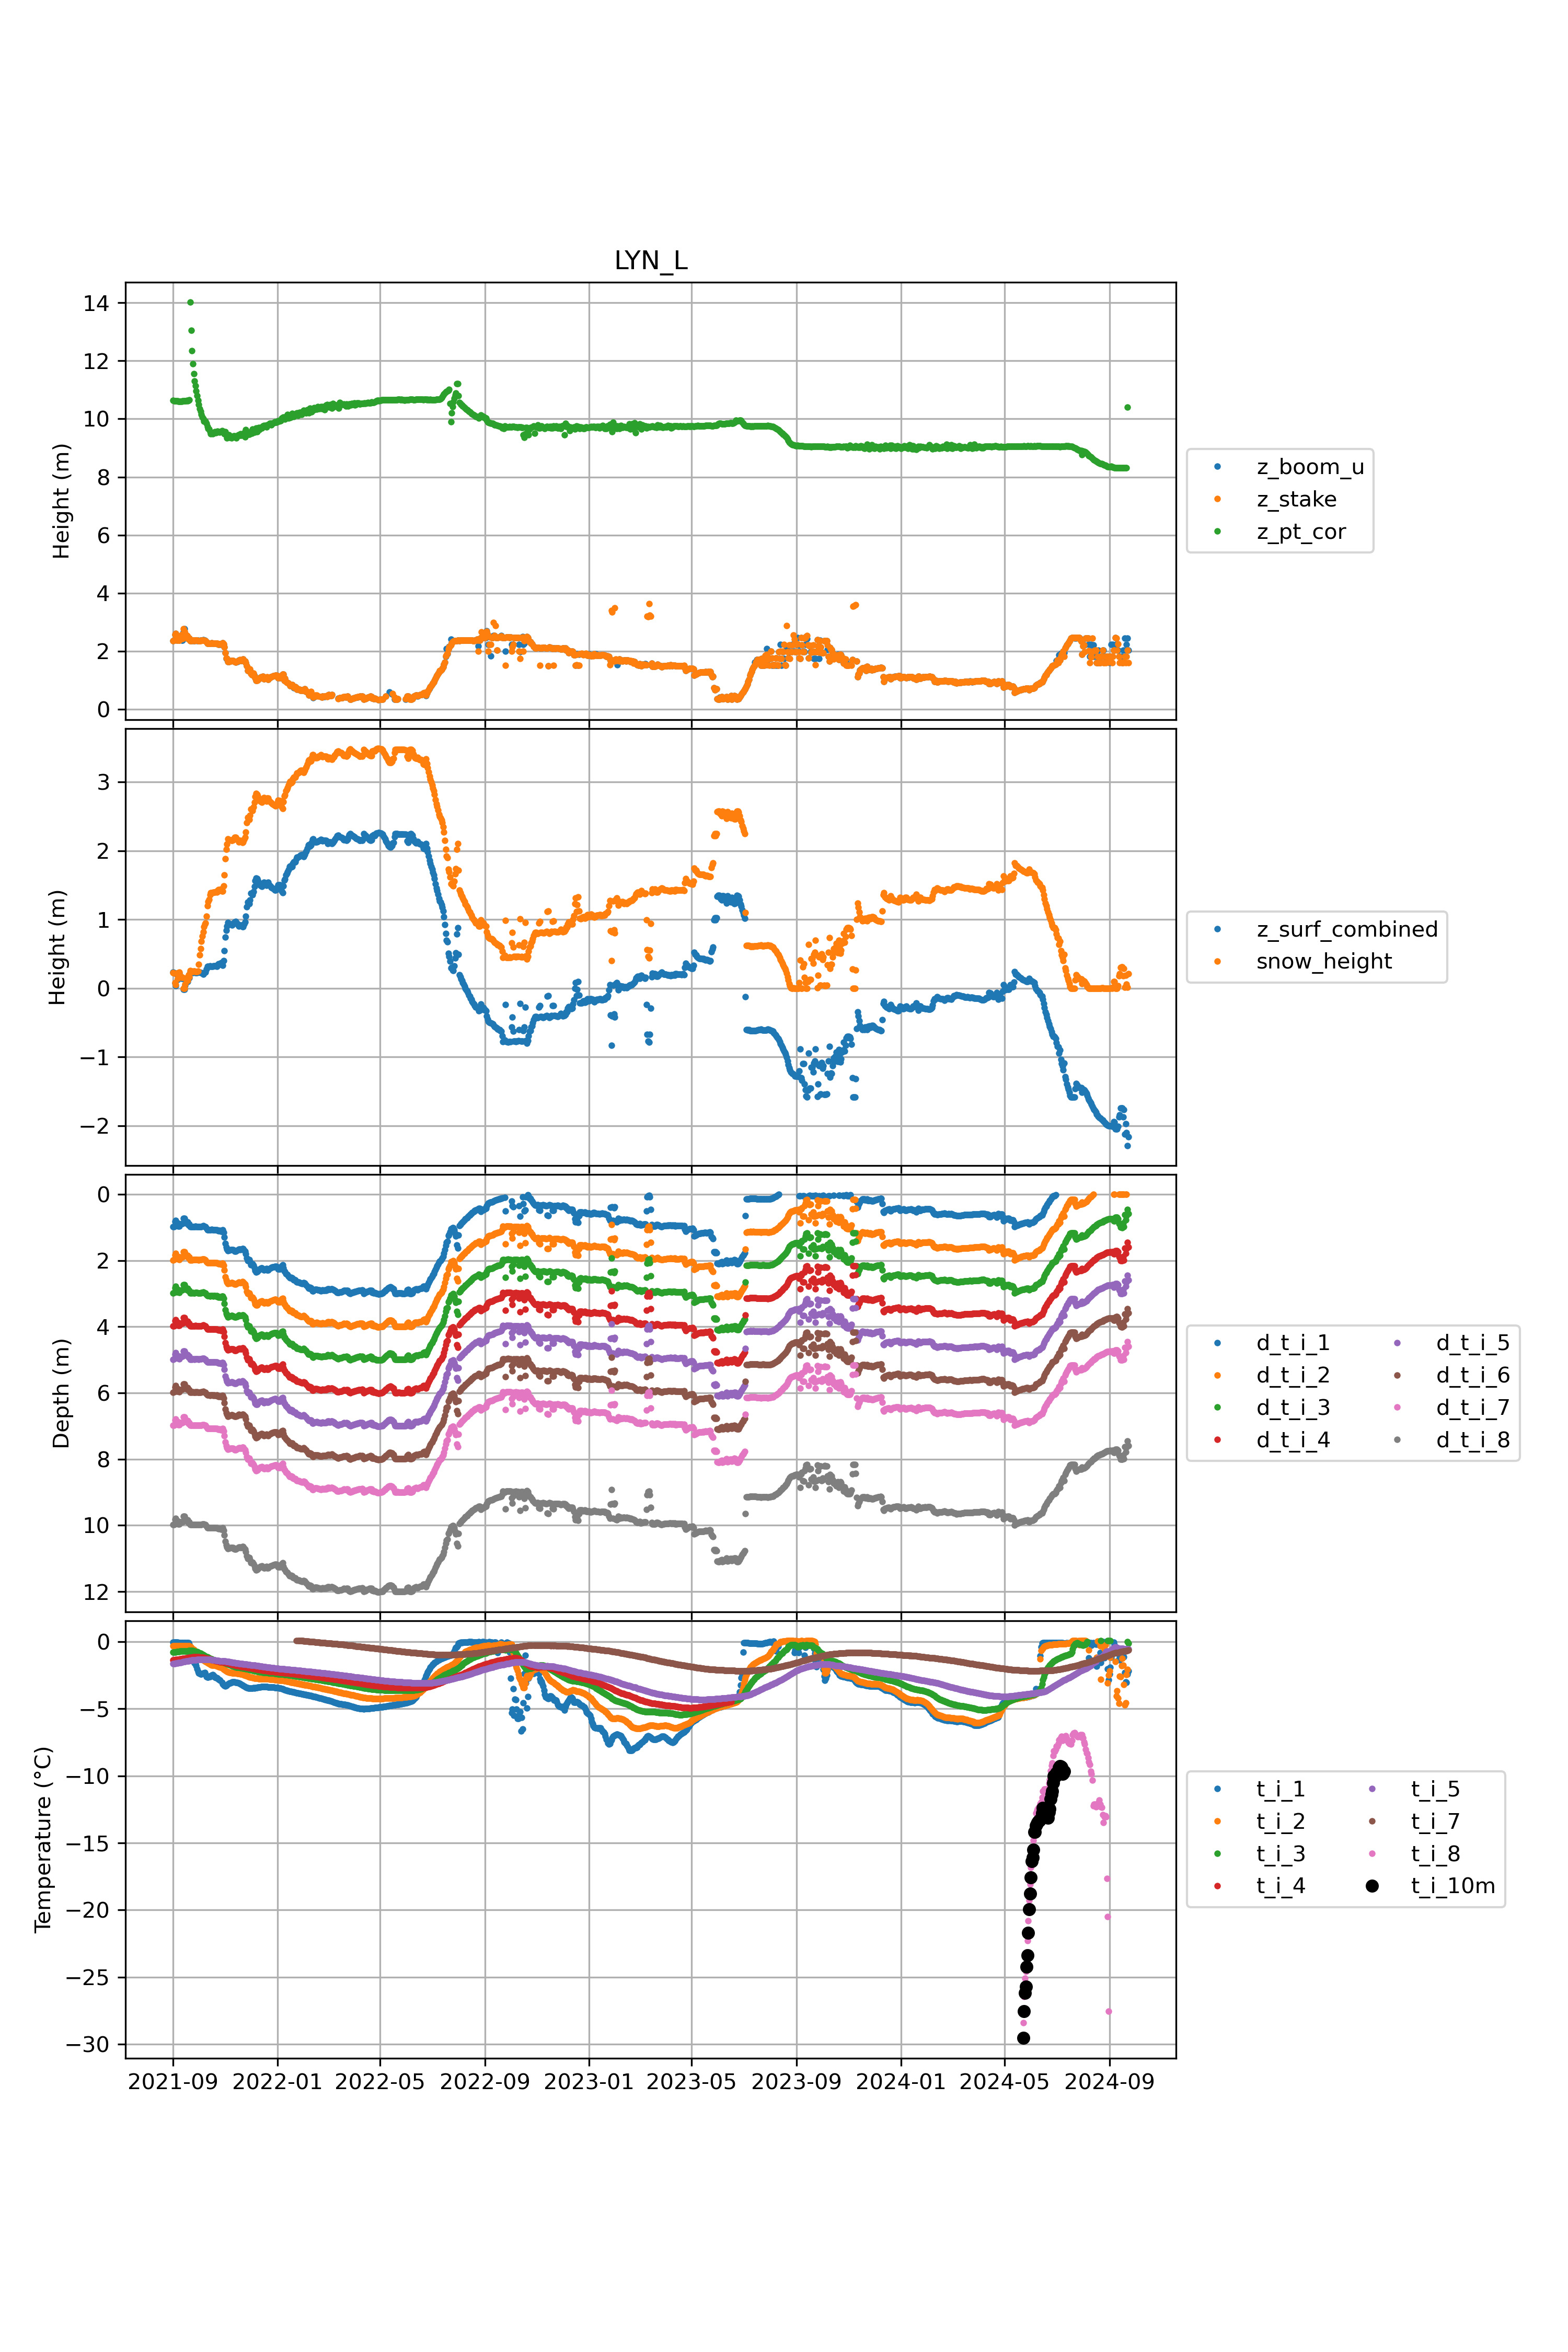 LYN_L
14
12
10
8
6
4
2
0
Height (m)
z_boom_u
z_stake
z_pt_cor
3
2
1
0
−1
−2
Height (m)
z_surf_combined
snow_height
0
2
4
6
8
10
12
Depth (m)
d_t_i_1
d_t_i_2
d_t_i_3
d_t_i_4
d_t_i_5
d_t_i_6
d_t_i_7
d_t_i_8
0
−5
−10
−15
−20
−25
−30
Temperature (°C)
t_i_1
t_i_2
t_i_3
t_i_4
t_i_5
t_i_7
t_i_8
t_i_10m
2021-09 2022-01 2022-05 2022-09 2023-01 2023-05 2023-09 2024-01 2024-05 2024-09